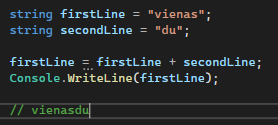 string firstLine = "vienas";
string secondLine = "du";
firstLine = firstLine + secondLine;
Console.WriteLine(firstLine);
// vienasdu